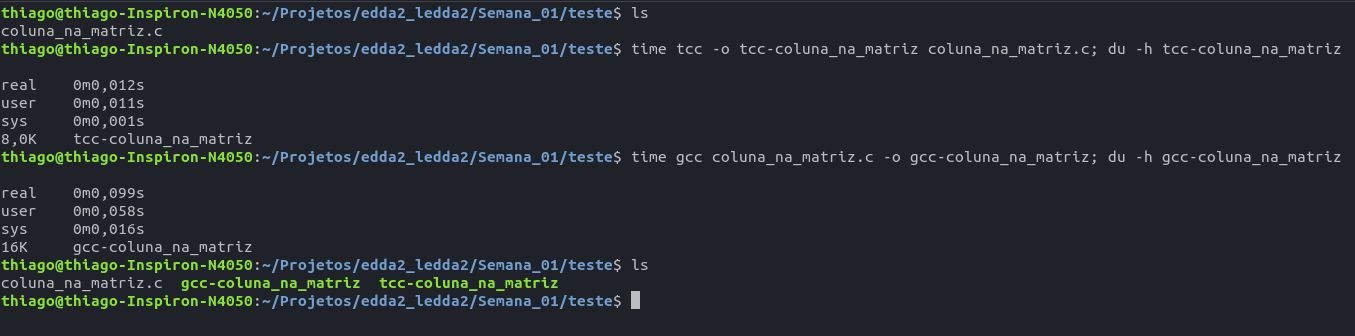 thiago@thiago-Inspiron-N4050:~/Projetos/edda2_ledda2/Semana_01/teste$ ls
coluna_na_matriz.c
thiago@thiago-Inspiron-N4050:~/Projetos/edda2_ledda2/Semana_01/teste$ time tcc -o tcc-coluna_na_matriz coluna_na_matriz.c; du -h tcc-coluna_na_matriz
real    0m0,012s
user    0m0,011s
sys     0m0,001s
8,0K    tcc-coluna_na_matriz
thiago@thiago-Inspiron-N4050:~/Projetos/edda2_ledda2/Semana_01/teste$ time gcc coluna_na_matriz.c -o gcc-coluna_na_matriz; du -h gcc-coluna_na_matriz
real    0m0,099s
user    0m0,058s
sys     0m0,016s
16K     gcc-coluna_na_matriz
thiago@thiago-Inspiron-N4050:~/Projetos/edda2_ledda2/Semana_01/teste$ ls
coluna_na_matriz.c  gcc-coluna_na_matriz  tcc-coluna_na_matriz
thiago@thiago-Inspiron-N4050:~/Projetos/edda2_ledda2/Semana_01/teste$